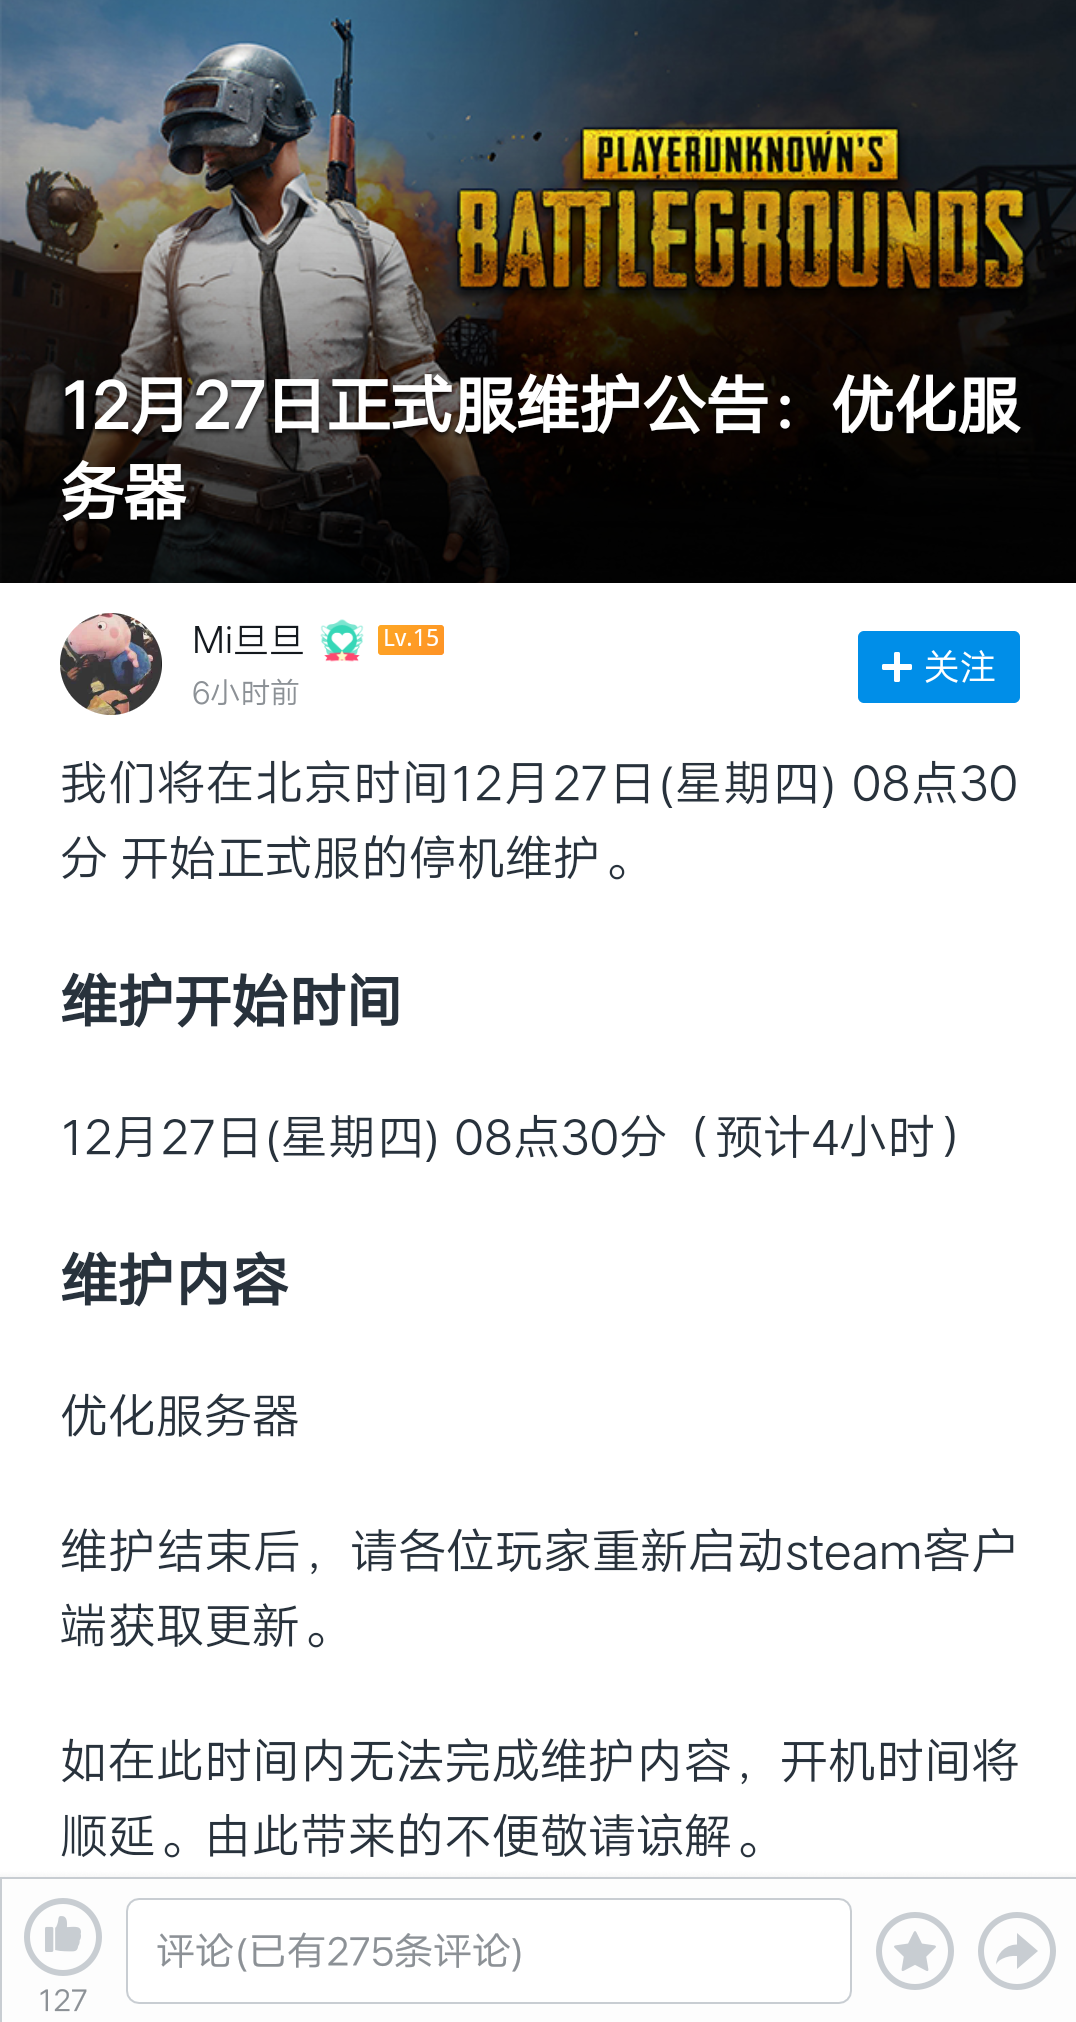 PLAYERUNKNOWN'S
BATTLEGROUNDS
12月27日正式服维护公告：优化服
务器
Mi旦旦 Lv.15
6小时前
关注
我们将在北京时间12月27日(星期四) 08点30
分 开始正式服的停机维护。
维护开始时间
12月27日(星期四) 08点30分（预计4小时）
维护内容
优化服务器
维护结束后，请各位玩家重新启动steam客户
端获取更新。
如在此时间内无法完成维护内容，开机时间将
顺延。由此带来的不便敬请谅解。
评论(已有275条评论)
127